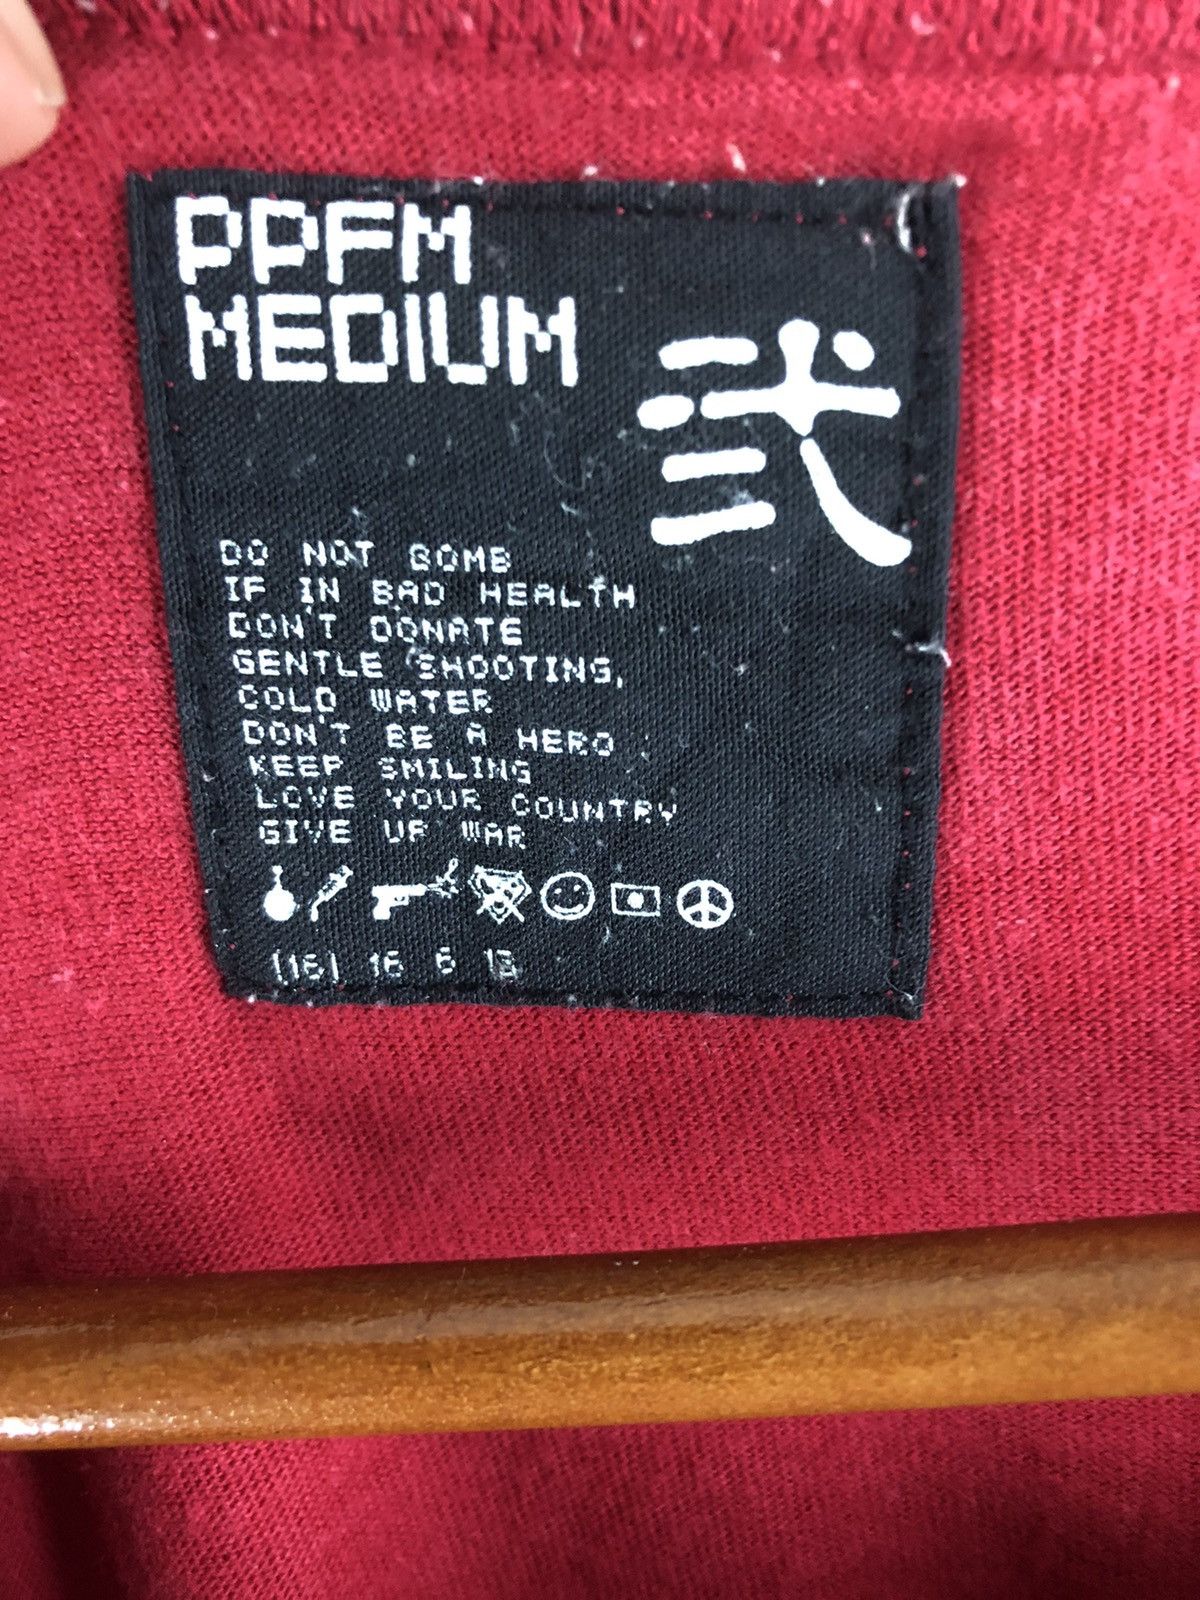 PPFM
MEDIUM
弐
DO NOT BOMB
IF IN BAD HEALTH
DON'T DONATE
GENTLE SHOOTING,
COLD WATER
DON'T BE A HERO
KEEP SMILING
LOVE YOUR COUNTRY
GIVE UP WAR
(16) 16 6 13